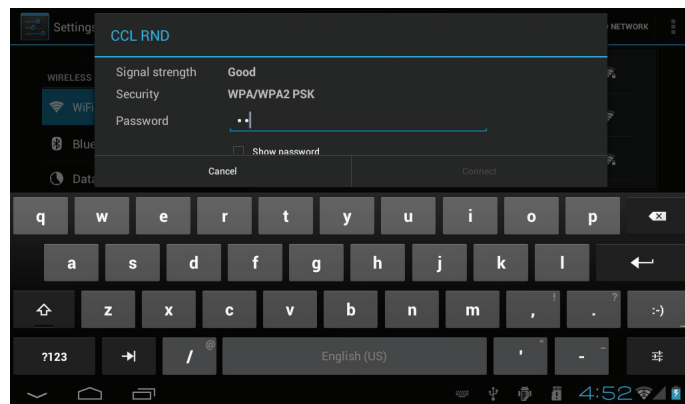 Settings
NETWORK
CCL RND
Signal strength Good
Security WPA/WPA2 PSK
Password ••
Show password
Cancel Connect
WIRELESS
WiFi
Blue
Data
q w e r t y u i o p
a s d f g h j k l
z x c v b n m , ! . ? :-)
?123 / @ English (US) ' " - _
4:52